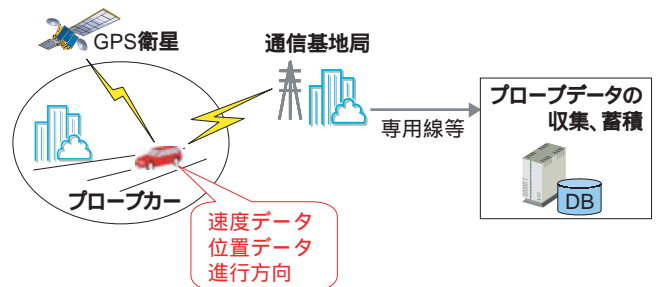 GPS衛星
通信基地局
プローブデータの
収集、蓄積
専用線等
DB
プローブカー
速度データ
位置データ
進行方向